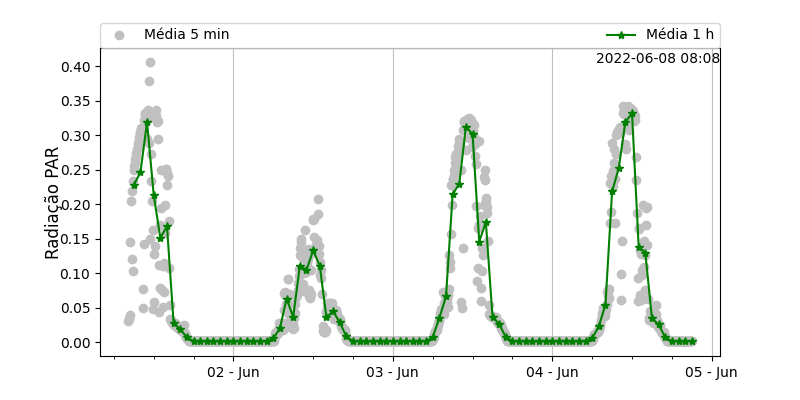 Média 5 min
Média 1 h
2022-06-08 08:08
Radiação PAR
0.40
0.35
0.30
0.25
0.20
0.15
0.10
0.05
0.00
02 - Jun
03 - Jun
04 - Jun
05 - Jun